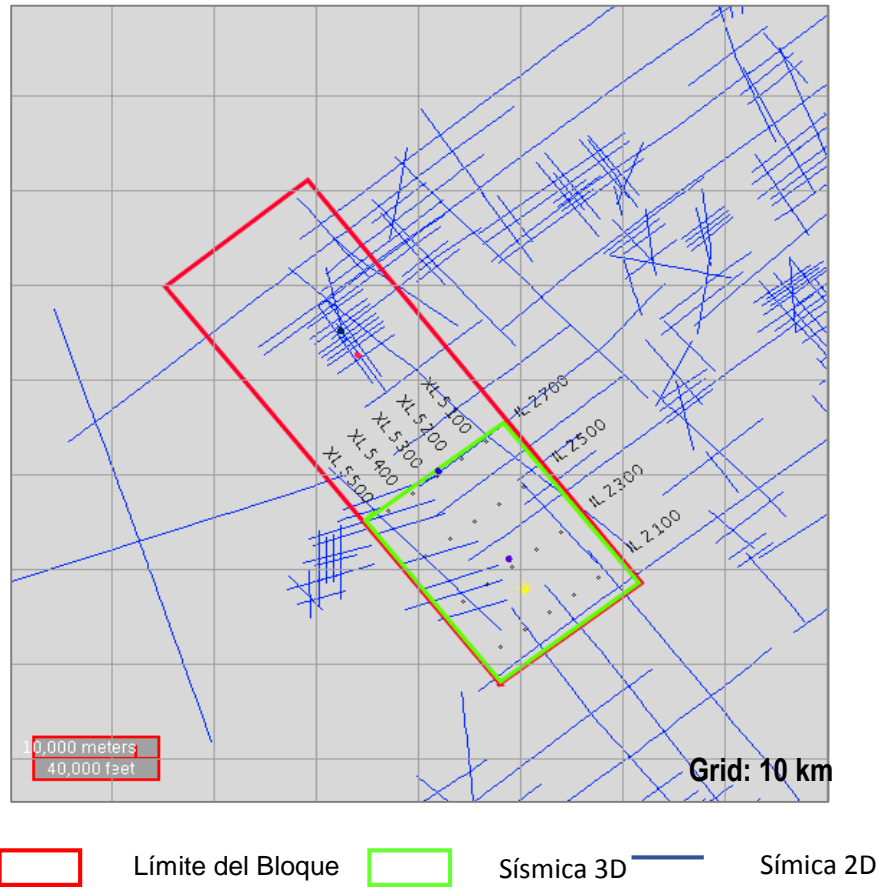 XL 5100
XL 5200
XL 5300
XL 5400
XL 5500
IL 2700
IL 2500
IL 2300
IL 2100
10,000 meters
40,000 feet
Grid: 10 km
Límite del Bloque
Sísmica 3D
Símica 2D